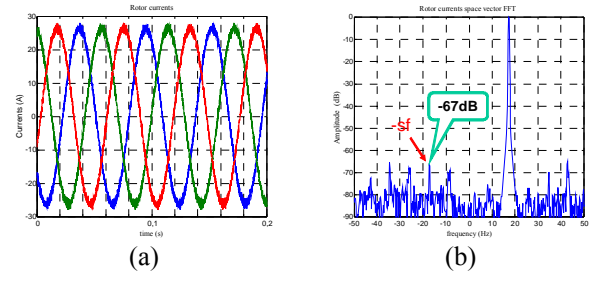 Rotor currents
30
20
10
0
-10
-20
-30
0
0,1
0,2
Currents (A)
time (s)
(a)
Rotor currents space vector FFT
0
-10
-20
-30
-40
-50
-60
-70
-80
-90
-50 -40 -30 -20 -10 0 10 20 30 40 50
Amplitude (dB)
frequency (Hz)
-67dB
-sf
(b)